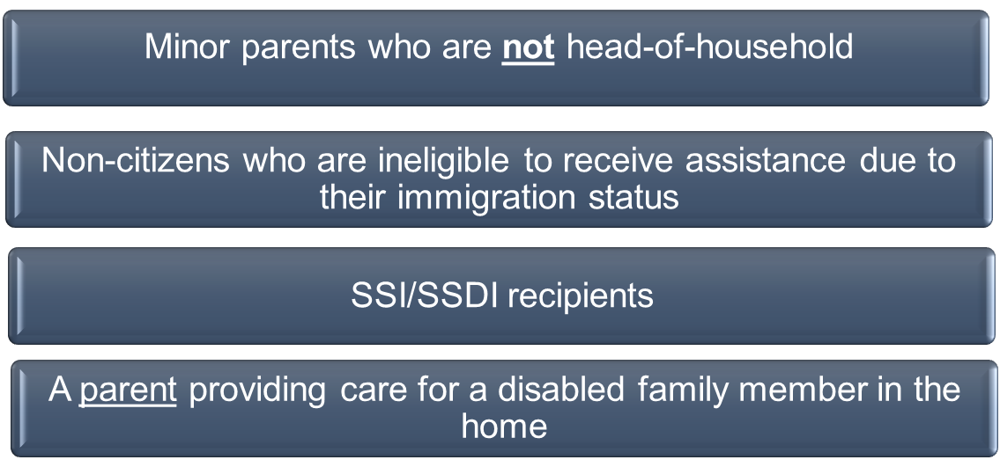 Minor parents who are not head-of-household
Non-citizens who are ineligible to receive assistance due to
their immigration status
SSI/SSDI recipients
A parent providing care for a disabled family member in the
home